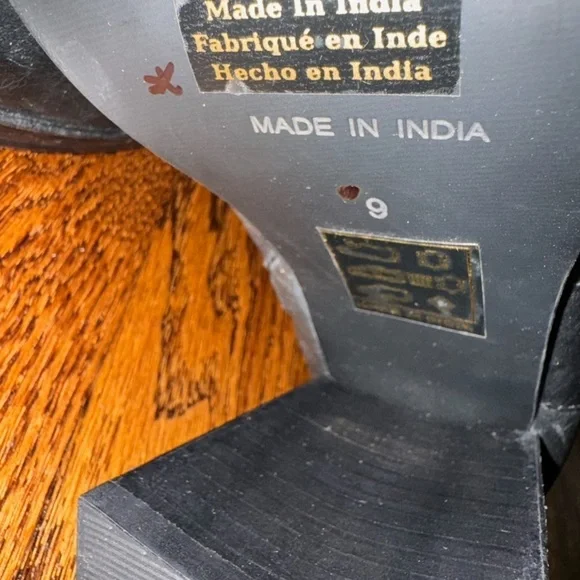 Made In India
Fabriqué en Inde
Hecho en India
MADE IN INDIA
9